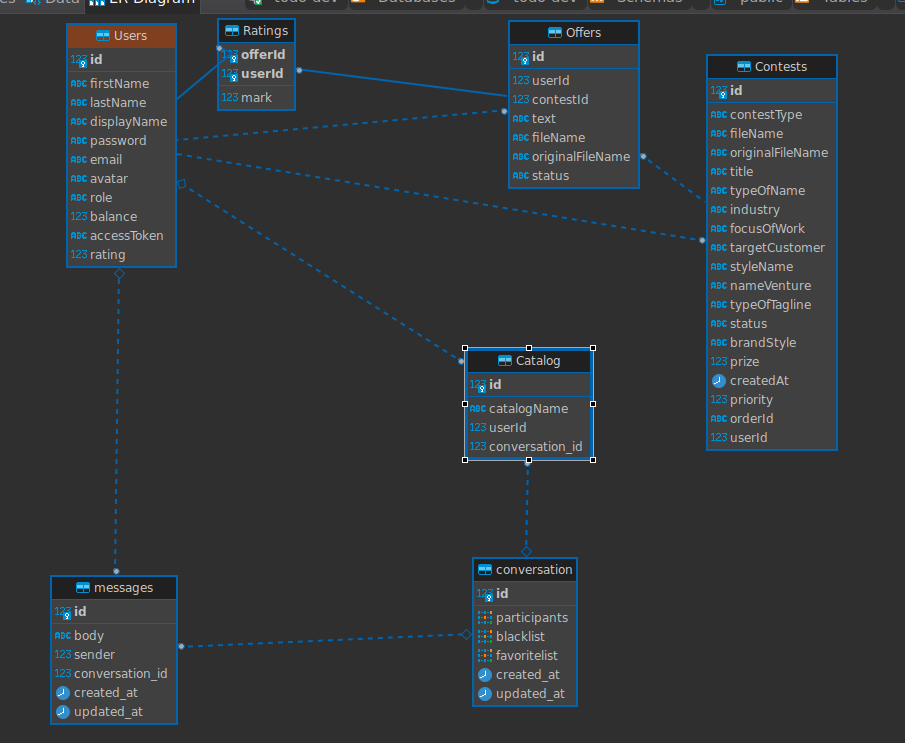 Data
ER Diagram
todo dev
Databases
todo dev
Schemas
public
Tables
Users
123 id
ABC firstName
ABC lastName
ABC displayName
ABC password
ABC email
ABC avatar
ABC role
123 balance
ABC accessToken
123 rating
Ratings
123 offerId
123 userId
123 mark
Offers
123 id
123 userId
123 contestId
ABC text
ABC fileName
ABC originalFileName
ABC status
Contests
123 id
ABC contestType
ABC fileName
ABC originalFileName
ABC title
ABC typeOfName
ABC industry
ABC focusOfWork
ABC targetCustomer
ABC styleName
ABC nameVenture
ABC typeOfTagline
ABC status
ABC brandStyle
123 prize
createdAt
123 priority
ABC orderId
123 userId
Catalog
123 id
ABC catalogName
123 userId
123 conversation_id
messages
123 id
ABC body
123 sender
123 conversation_id
created_at
updated_at
conversation
123 id
participants
blacklist
favoritelist
created_at
updated_at